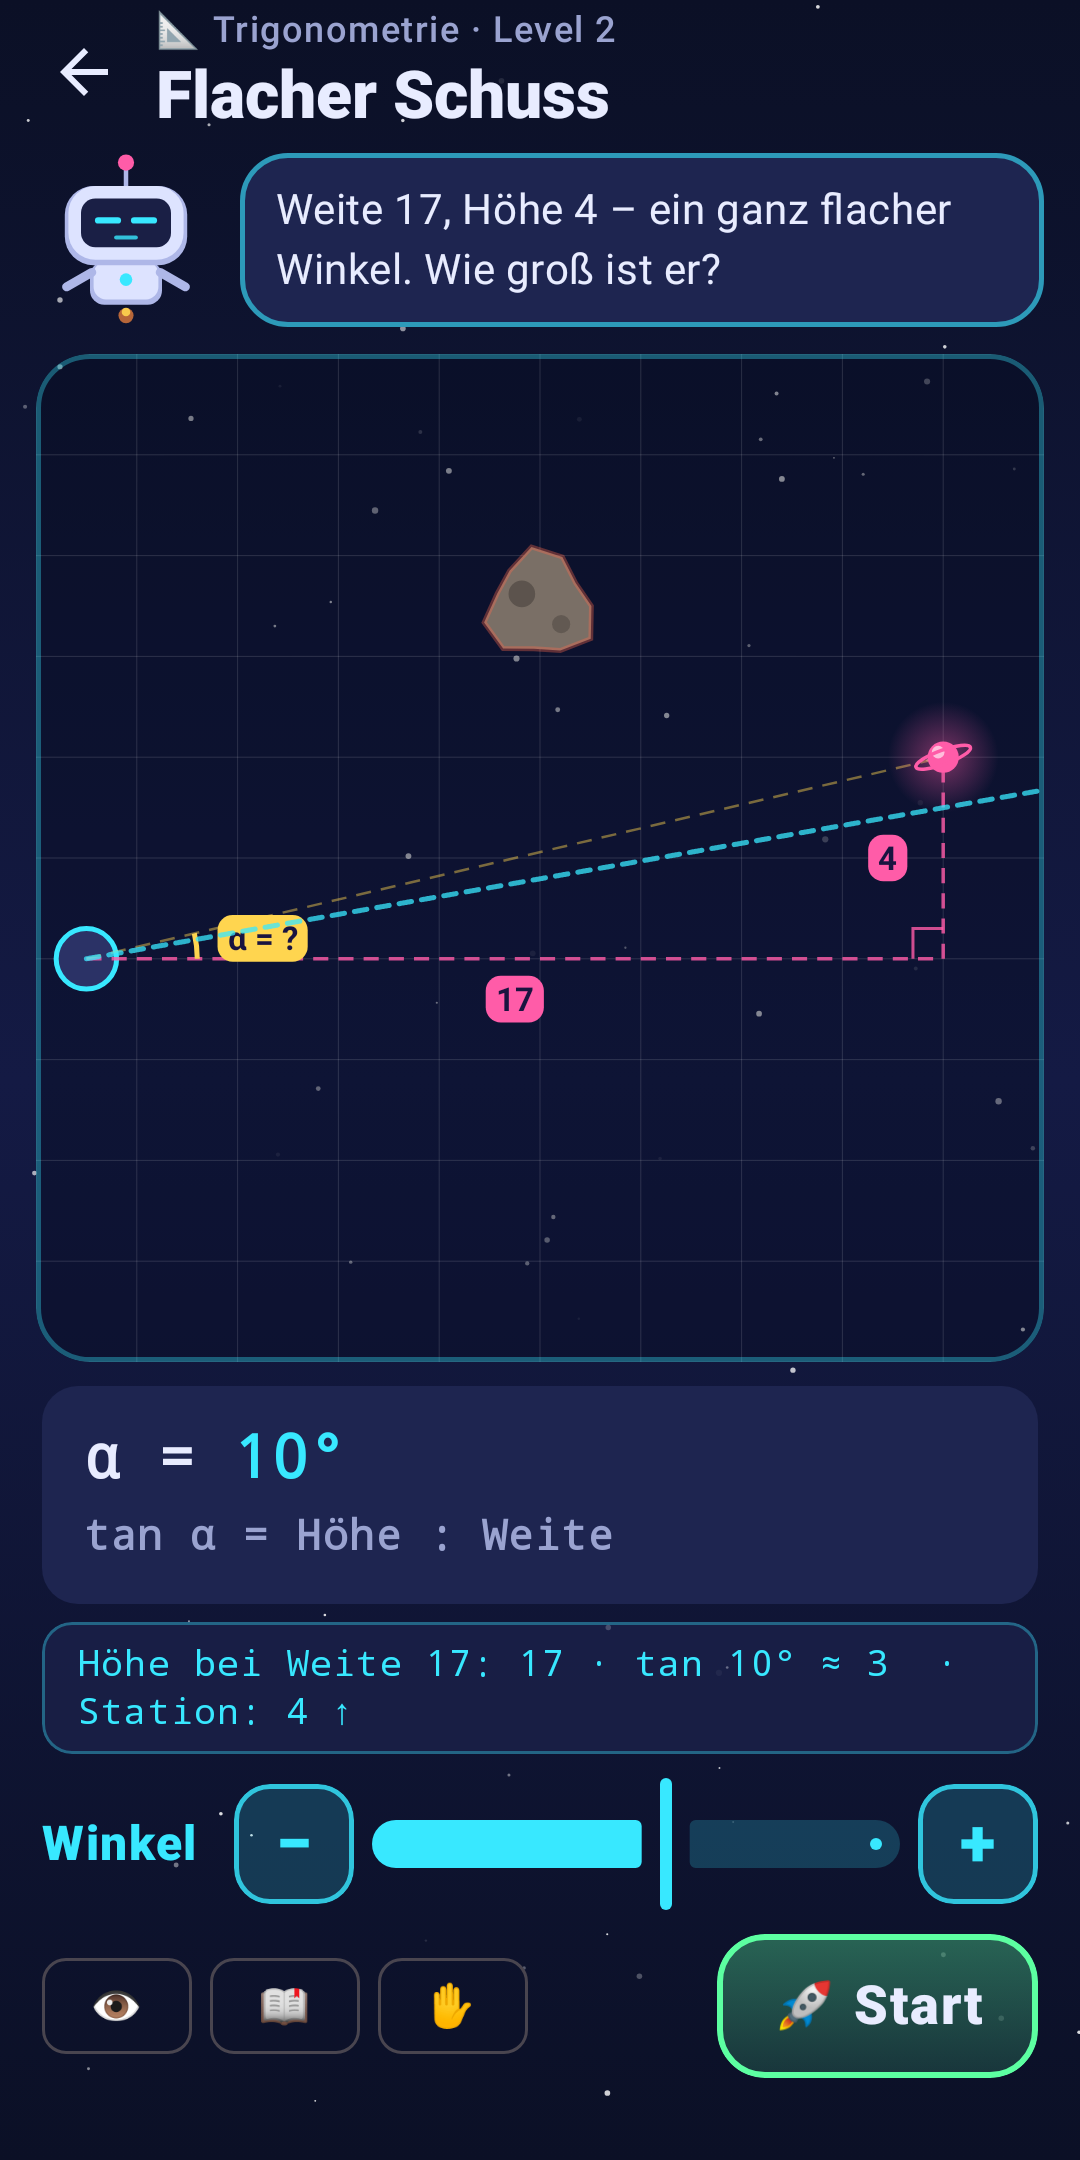 Trigonometrie · Level 2
Flacher Schuss
Weite 17, Höhe 4 – ein ganz flacher
Winkel. Wie groß ist er?
4
α = ?
17
α = 10°
tan α = Höhe : Weite
Höhe bei Weite 17: 17 · tan 10° ≈ 3 ·
Station: 4 ↑
Winkel − +
Start